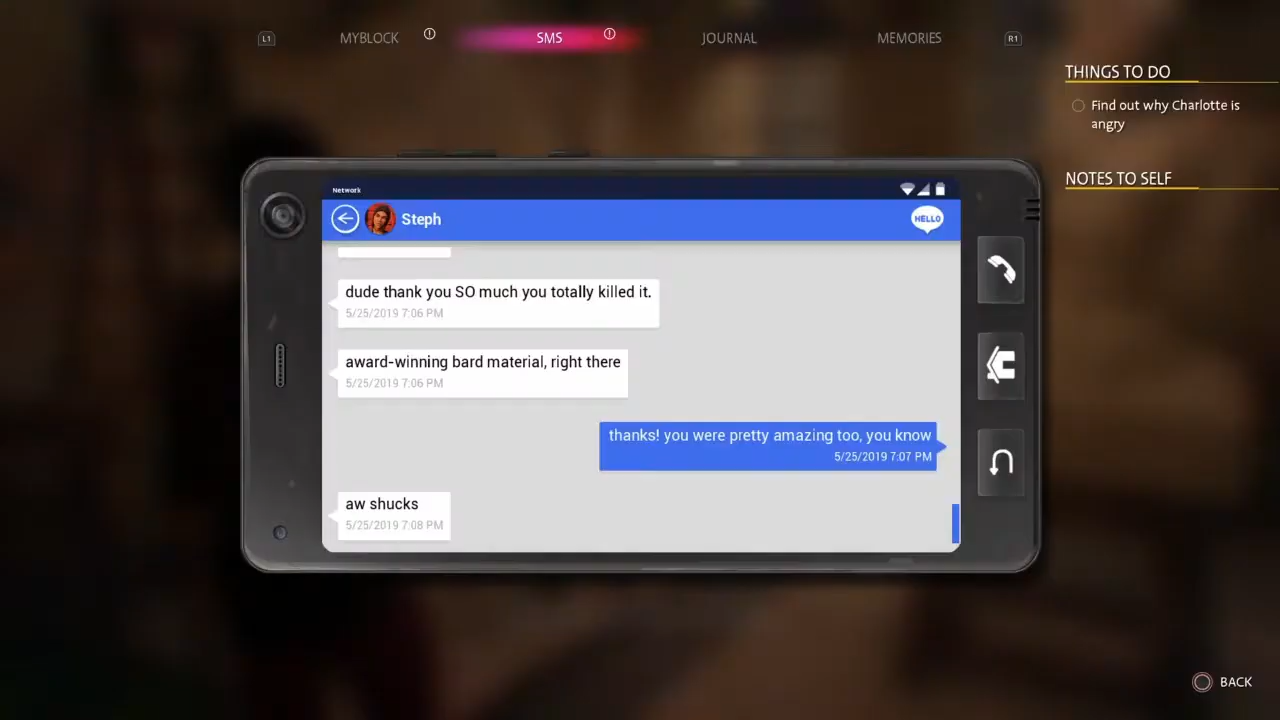 L1
MYBLOCK
SMS
JOURNAL
MEMORIES
R1
THINGS TO DO
Find out why Charlotte is
angry
NOTES TO SELF
Network
Steph
HELLO
dude thank you SO much you totally killed it.
5/25/2019 7:06 PM
award-winning bard material, right there
5/25/2019 7:06 PM
thanks! you were pretty amazing too, you know
5/25/2019 7:07 PM
aw shucks
5/25/2019 7:08 PM
BACK